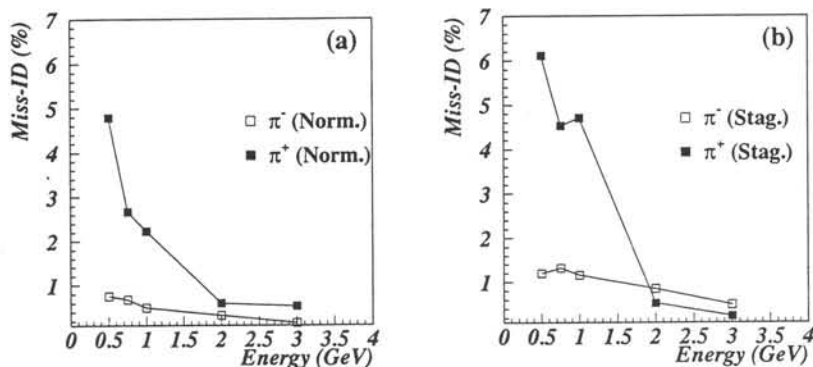 Miss-ID (%)
7
6
5
4
3
2
1
(a)
π⁻ (Norm.)
π⁺ (Norm.)
0 0.5 1 1.5 2 2.5 3 3.5 4
Energy (GeV)
Miss-ID (%)
7
6
5
4
3
2
1
(b)
π⁻ (Stag.)
π⁺ (Stag.)
0 0.5 1 1.5 2 2.5 3 3.5 4
Energy (GeV)